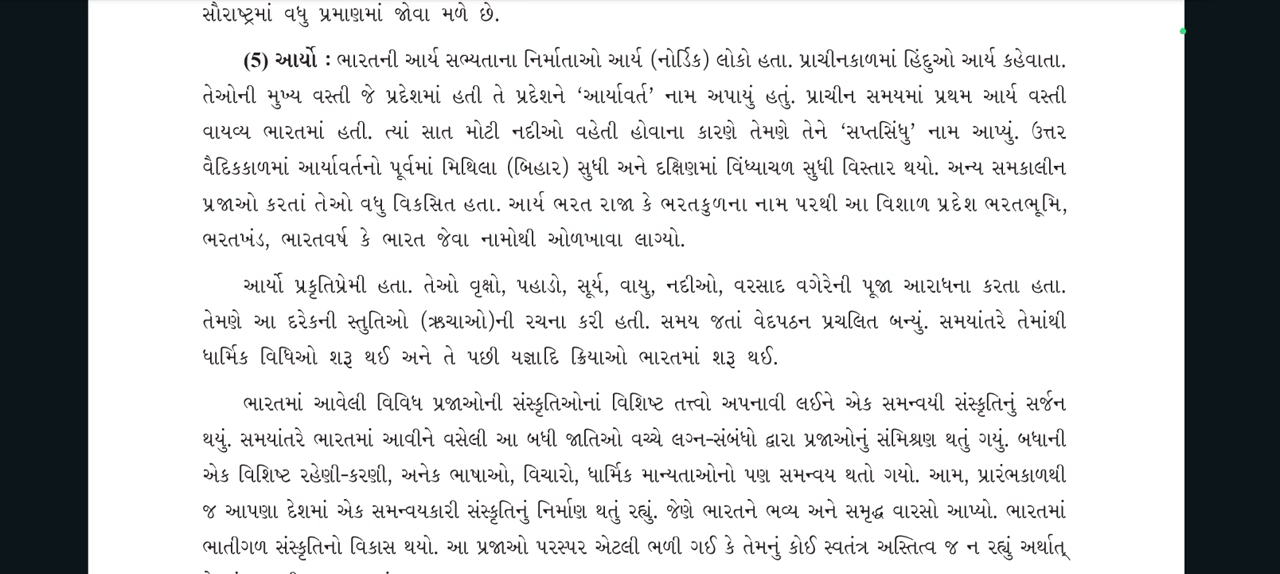 સૌરાષ્ટ્રમાં વધુ પ્રમાણમાં જોવા મળે છે.
(5) આર્યો : ભારતની આર્ય સભ્યતાના નિર્માતાઓ આર્ય (નોર્ડિક) લોકો હતા. પ્રાચીનકાળમાં હિંદુઓ આર્ય કહેવાતા.
તેઓની મુખ્ય વસ્તી જે પ્રદેશમાં હતી તે પ્રદેશને ‘આર્યાવર્ત’ નામ અપાયું હતું. પ્રાચીન સમયમાં પ્રથમ આર્ય વસ્તી
વાયવ્ય ભારતમાં હતી. ત્યાં સાત મોટી નદીઓ વહેતી હોવાના કારણે તેમણે તેને ‘સપ્તસિંધુ’ નામ આપ્યું. ઉત્તર
વૈદિકકાળમાં આર્યાવર્તનો પૂર્વમાં મિથિલા (બિહાર) સુધી અને દક્ષિણમાં વિંધ્યાચળ સુધી વિસ્તાર થયો. અન્ય સમકાલીન
પ્રજાઓ કરતાં તેઓ વધુ વિકસિત હતા. આર્ય ભરત રાજા કે ભરતકુળના નામ પરથી આ વિશાળ પ્રદેશ ભરતભૂમિ,
ભરતખંડ, ભારતવર્ષ કે ભારત જેવા નામોથી ઓળખાવા લાગ્યો.
આર્યો પ્રકૃતિપ્રેમી હતા. તેઓ વૃક્ષો, પહાડો, સૂર્ય, વાયુ, નદીઓ, વરસાદ વગેરેની પૂજા આરાધના કરતા હતા.
તેમણે આ દરેકની સ્તુતિઓ (ઋચાઓ)ની રચના કરી હતી. સમય જતાં વેદપઠન પ્રચલિત બન્યું. સમયાંતરે તેમાંથી
ધાર્મિક વિધિઓ શરૂ થઈ અને તે પછી યજ્ઞાદિ ક્રિયાઓ ભારતમાં શરૂ થઈ.
ભારતમાં આવેલી વિવિધ પ્રજાઓની સંસ્કૃતિઓનાં વિશિષ્ટ તત્ત્વો અપનાવી લઈને એક સમન્વયી સંસ્કૃતિનું સર્જન
થયું. સમયાંતરે ભારતમાં આવીને વસેલી આ બધી જાતિઓ વચ્ચે લગ્ન-સંબંધો દ્વારા પ્રજાઓનું સંમિશ્રણ થતું ગયું. બધાની
એક વિશિષ્ટ રહેણી-કરણી, અનેક ભાષાઓ, વિચારો, ધાર્મિક માન્યતાઓનો પણ સમન્વય થતો ગયો. આમ, પ્રારંભકાળથી
જ આપણા દેશમાં એક સમન્વયકારી સંસ્કૃતિનું નિર્માણ થતું રહ્યું. જેણે ભારતને ભવ્ય અને સમૃદ્ધ વારસો આપ્યો. ભારતમાં
ભાતીગળ સંસ્કૃતિનો વિકાસ થયો. આ પ્રજાઓ પરસ્પર એટલી ભળી ગઈ કે તેમનું કોઈ સ્વતંત્ર અસ્તિત્વ જ ન રહ્યું અર્થાત્